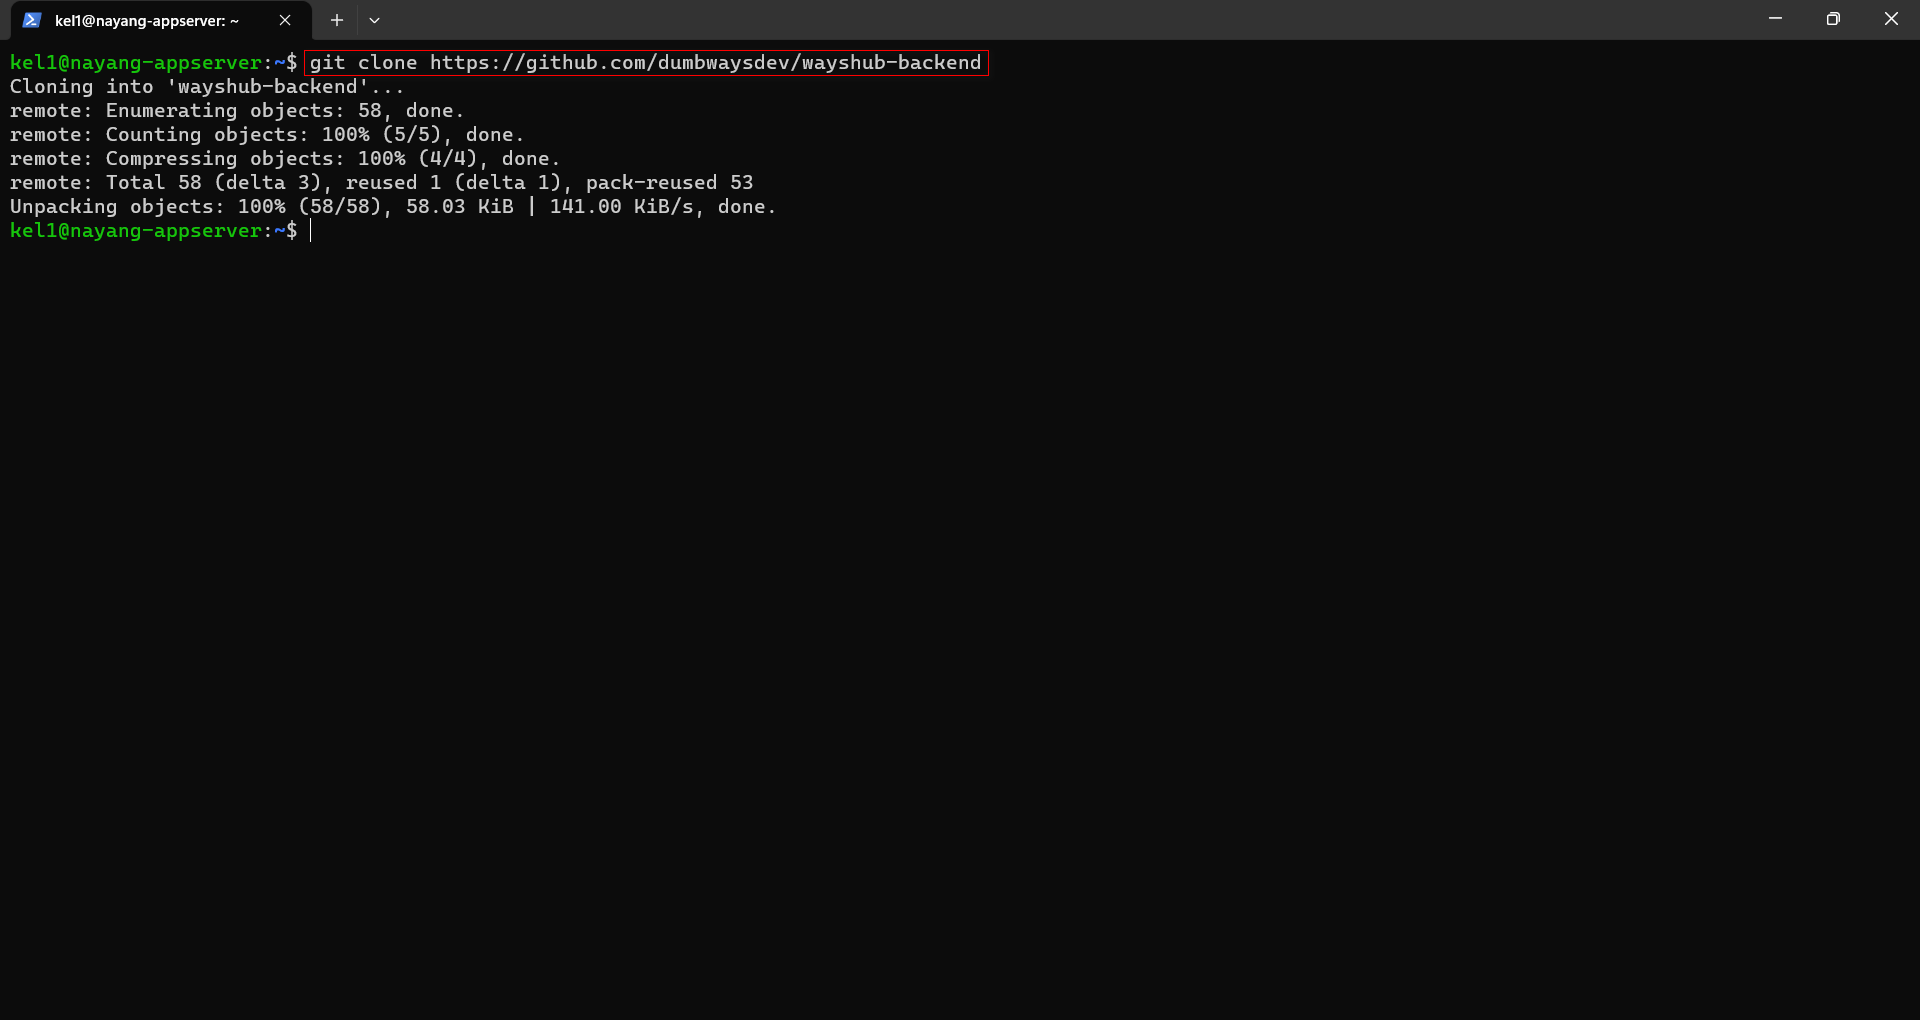 kel1@nayang-appserver: ~
kel1@nayang-appserver:~$ git clone https://github.com/dumbwaysdev/wayshub-backend
Cloning into 'wayshub-backend'...
remote: Enumerating objects: 58, done.
remote: Counting objects: 100% (5/5), done.
remote: Compressing objects: 100% (4/4), done.
remote: Total 58 (delta 3), reused 1 (delta 1), pack-reused 53
Unpacking objects: 100% (58/58), 58.03 KiB | 141.00 KiB/s, done.
kel1@nayang-appserver:~$